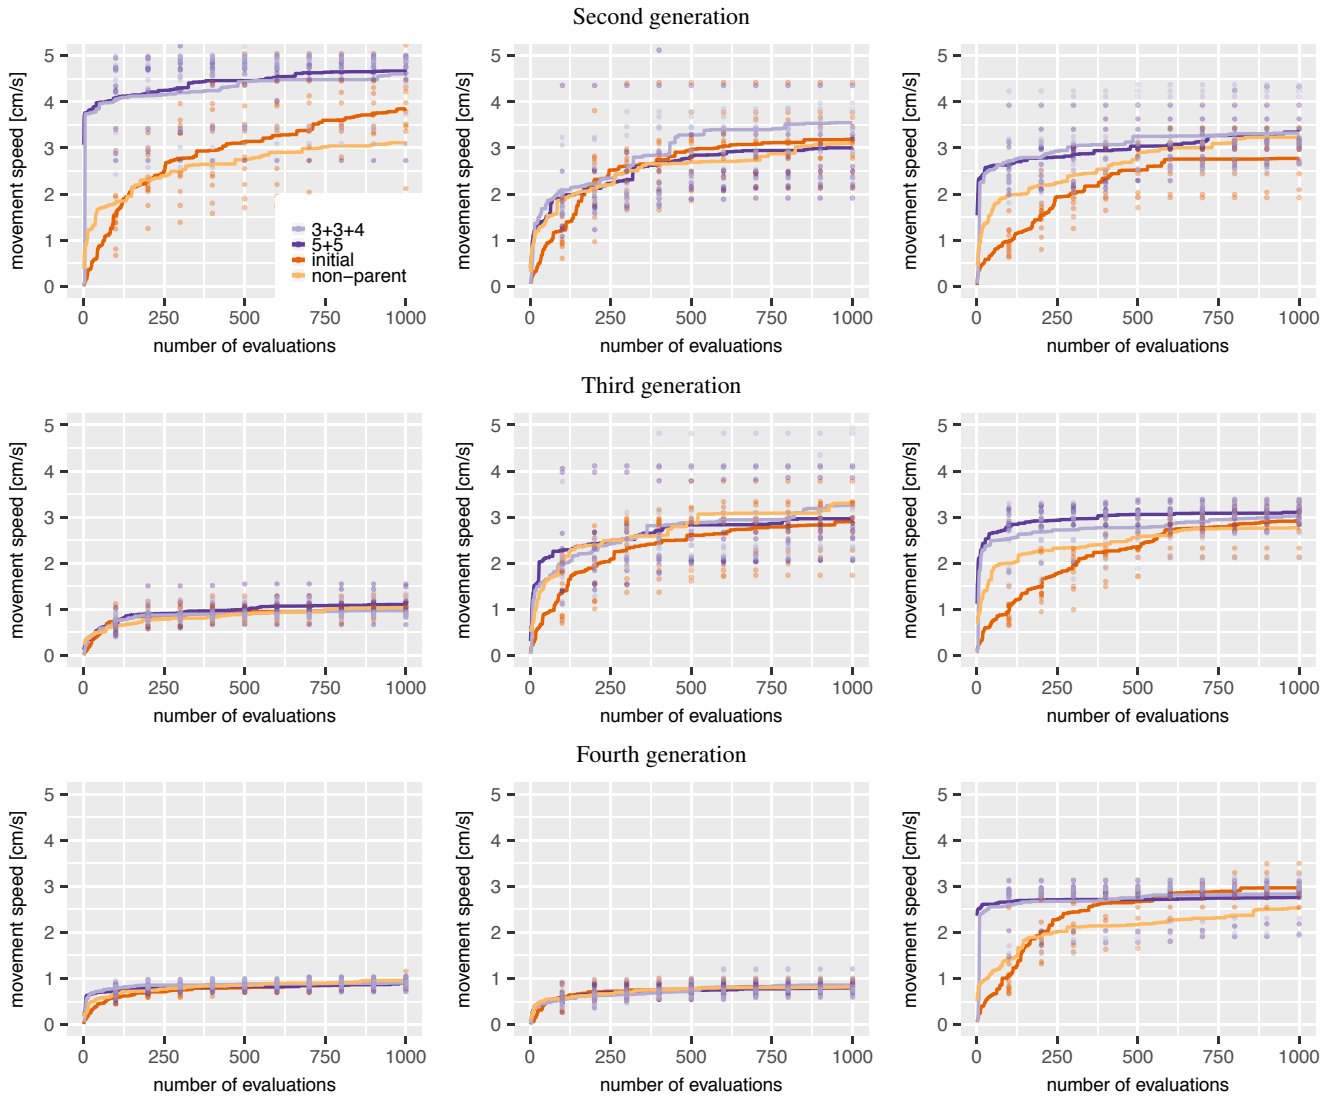 Second generation
movement speed [cm/s]
5
4
3
2
1
0
3+3+4
5+5
initial
non−parent
0 250 500 750 1000
number of evaluations
movement speed [cm/s]
5
4
3
2
1
0
0 250 500 750 1000
number of evaluations
movement speed [cm/s]
5
4
3
2
1
0
0 250 500 750 1000
number of evaluations
Third generation
movement speed [cm/s]
5
4
3
2
1
0
0 250 500 750 1000
number of evaluations
movement speed [cm/s]
5
4
3
2
1
0
0 250 500 750 1000
number of evaluations
movement speed [cm/s]
5
4
3
2
1
0
0 250 500 750 1000
number of evaluations
Fourth generation
movement speed [cm/s]
5
4
3
2
1
0
0 250 500 750 1000
number of evaluations
movement speed [cm/s]
5
4
3
2
1
0
0 250 500 750 1000
number of evaluations
movement speed [cm/s]
5
4
3
2
1
0
0 250 500 750 1000
number of evaluations